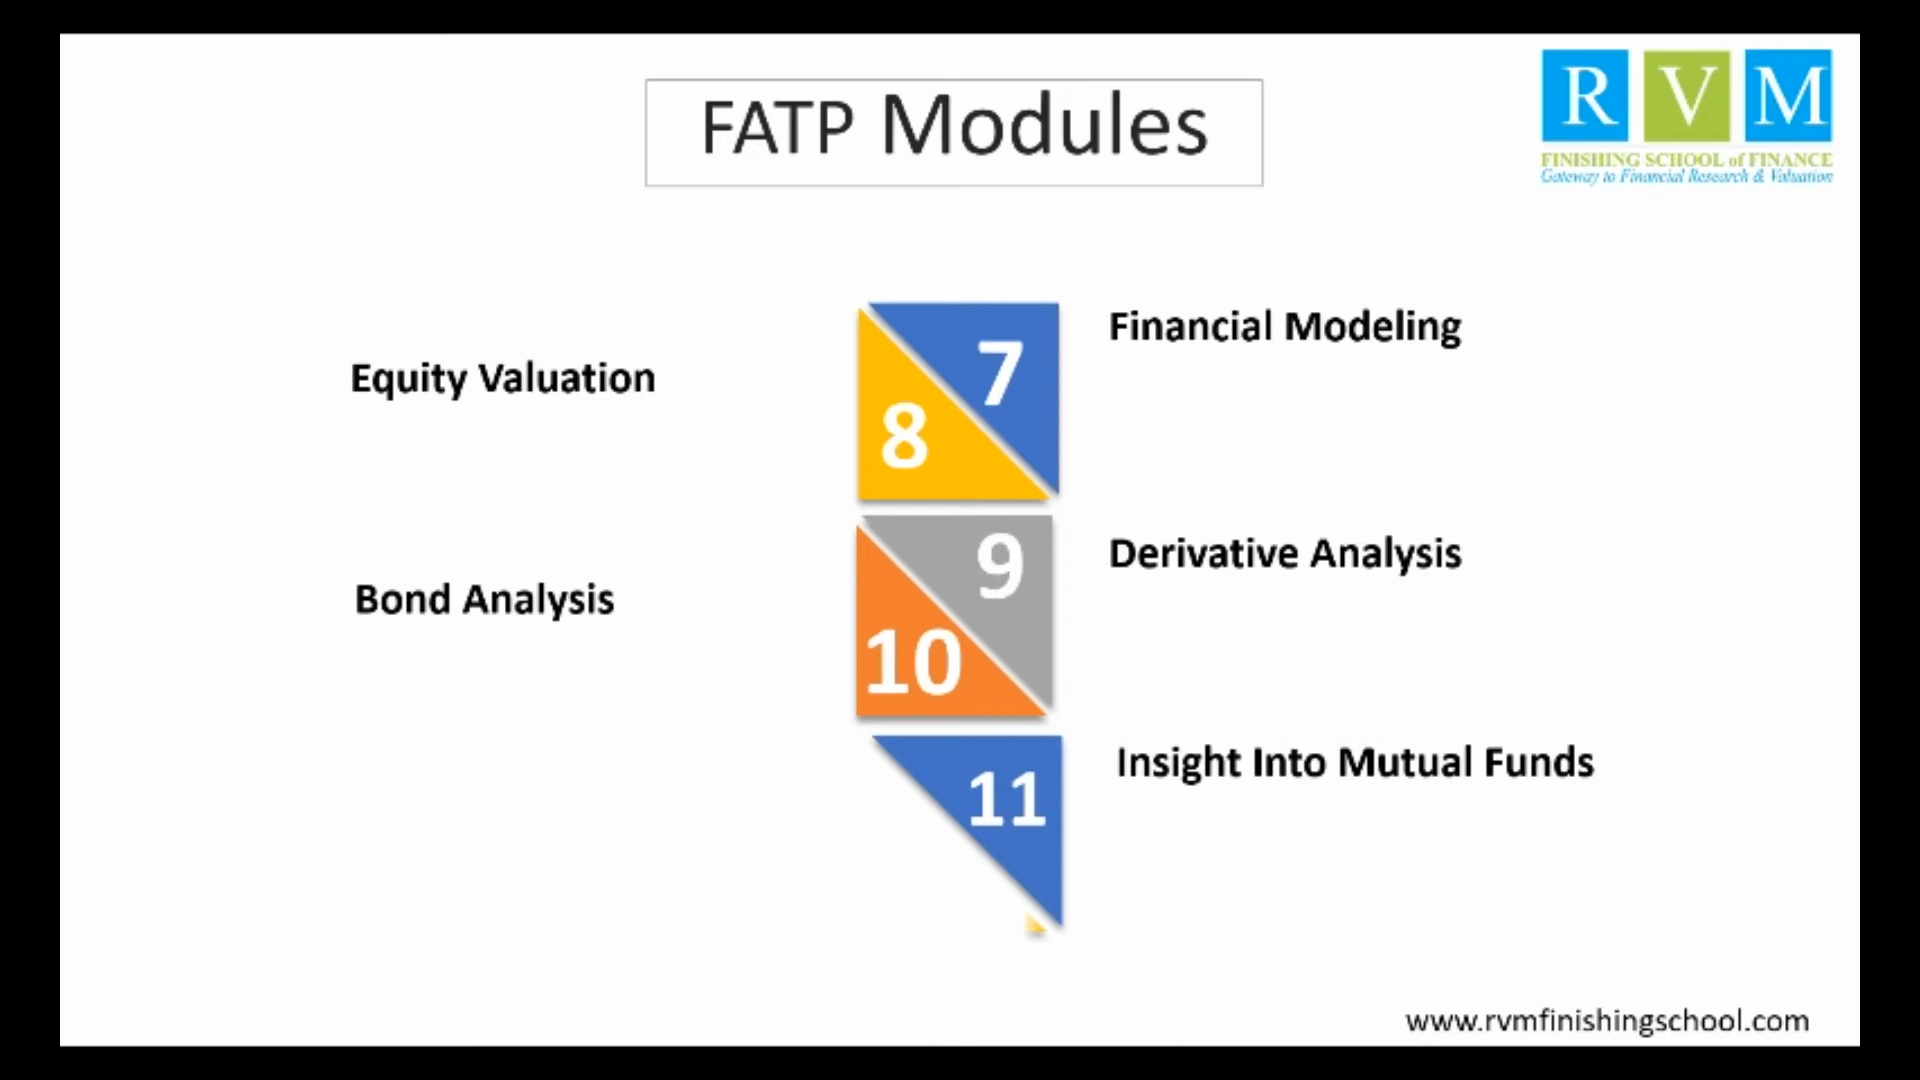 FATP Modules
R V M
FINISHING SCHOOL of FINANCE
Gateway to Financial Research & Valuation
7
Financial Modeling
Equity Valuation
8
9
Derivative Analysis
Bond Analysis
10
11
Insight Into Mutual Funds
www.rvmfinishingschool.com